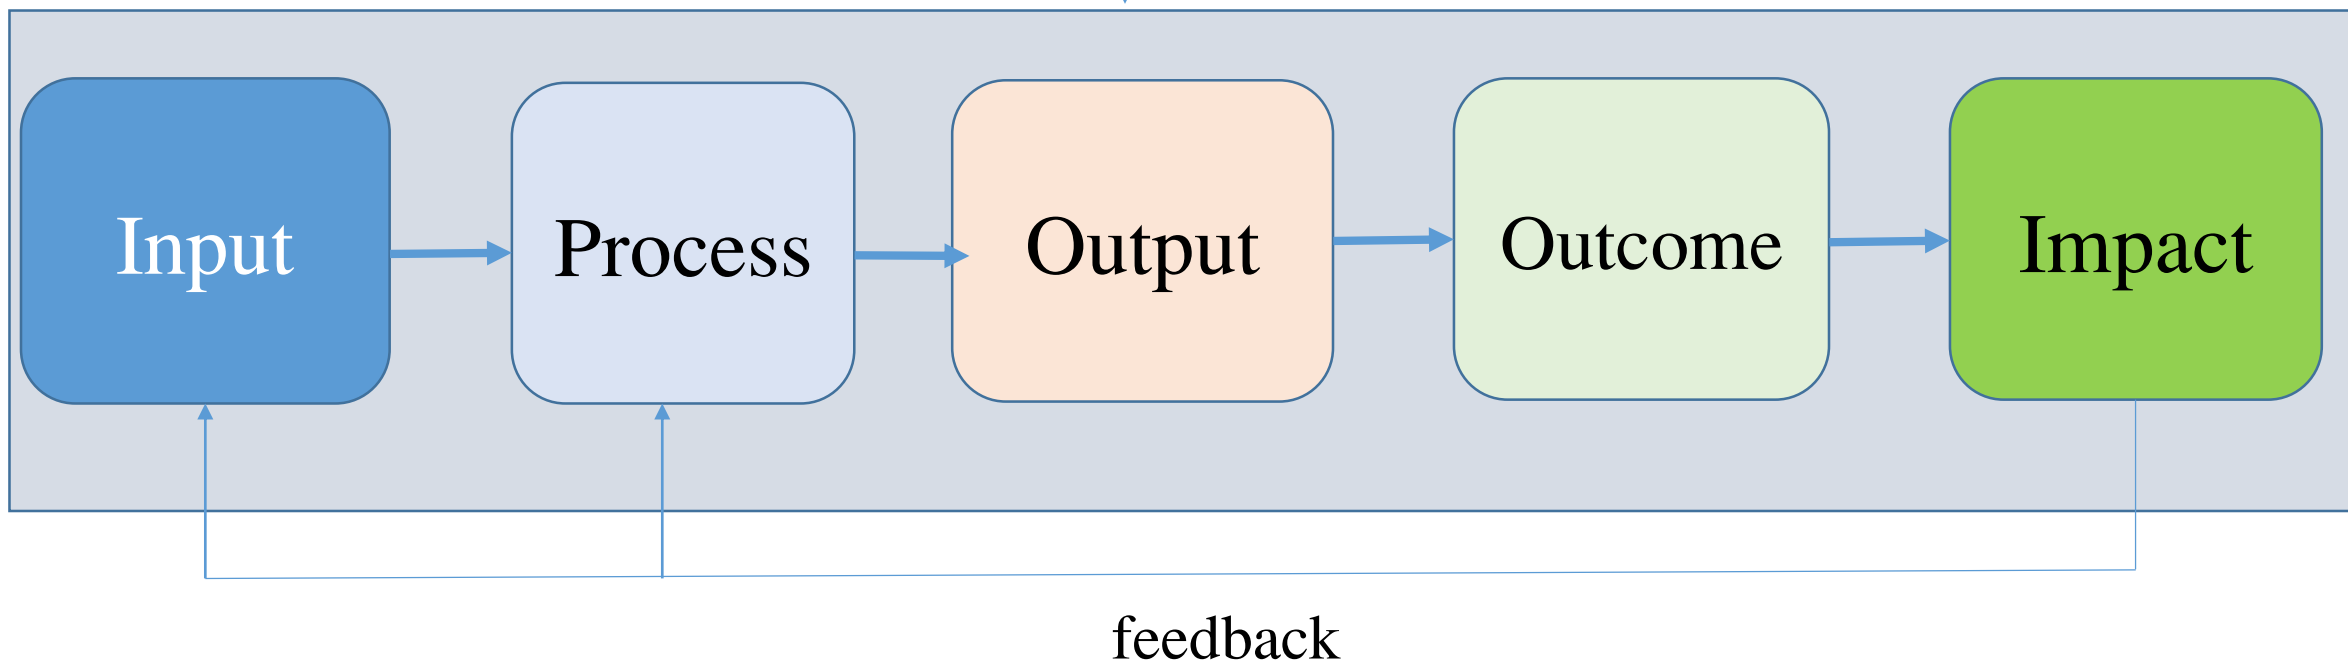 Input
Process
Output
Outcome
Impact
feedback